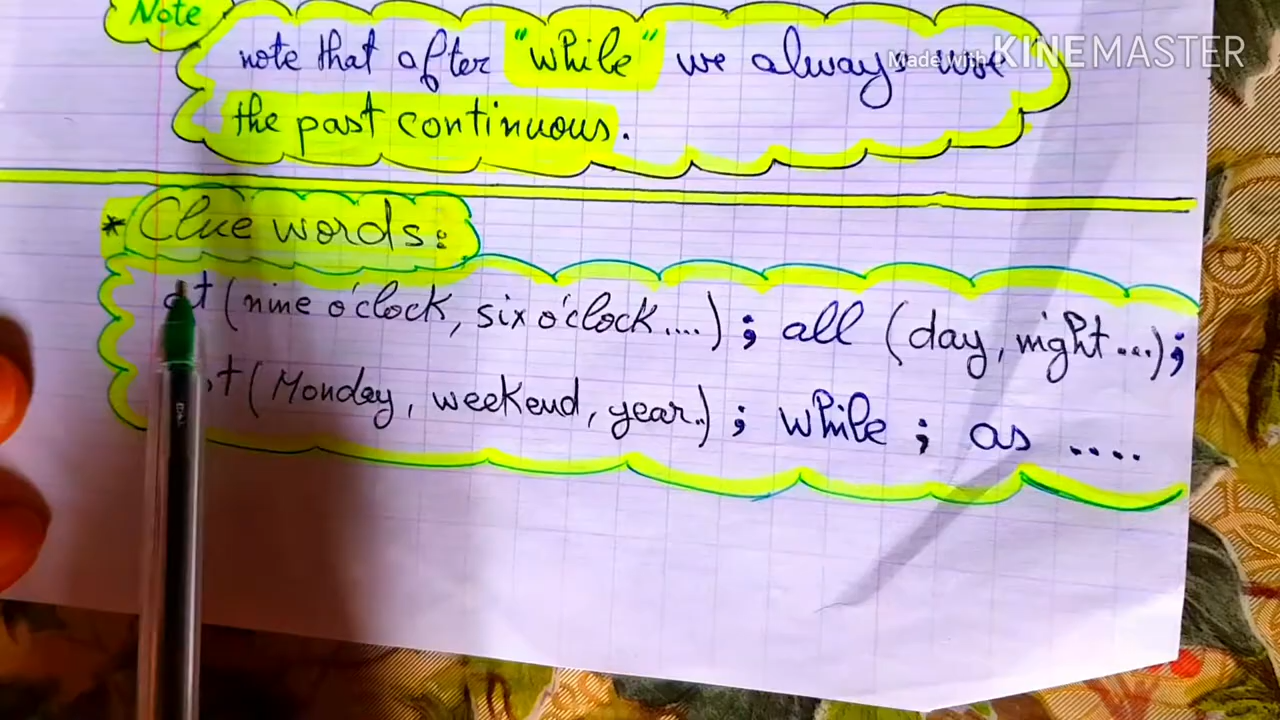 Note
note that after "while" we always use
the past continuous.
* Clue words:
at (nine o'clock, six o'clock....) ; all (day, night ...);
(Monday, weekend, year..) ; while ; as ....
Made with KINEMASTER